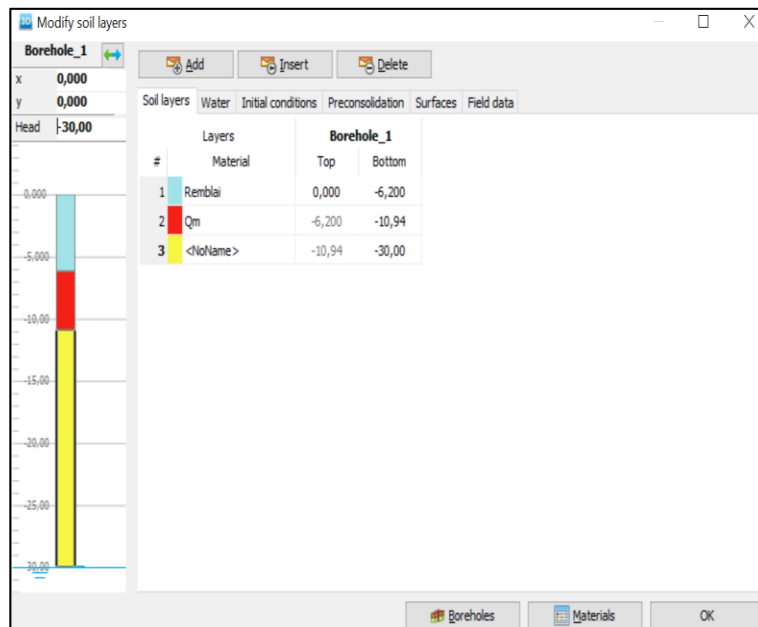 3D Modify soil layers
Borehole_1
x 0,000
y 0,000
Head -30,00
0,000
-5,000
-10,00
-15,00
-20,00
-25,00
-30,00
Add Insert Delete
Soil layers Water Initial conditions Preconsolidation Surfaces Field data
Layers Borehole_1
# Material Top Bottom
1 Remblai 0,000 -6,200
2 Qm -6,200 -10,94
3 <NoName> -10,94 -30,00
Boreholes Materials OK